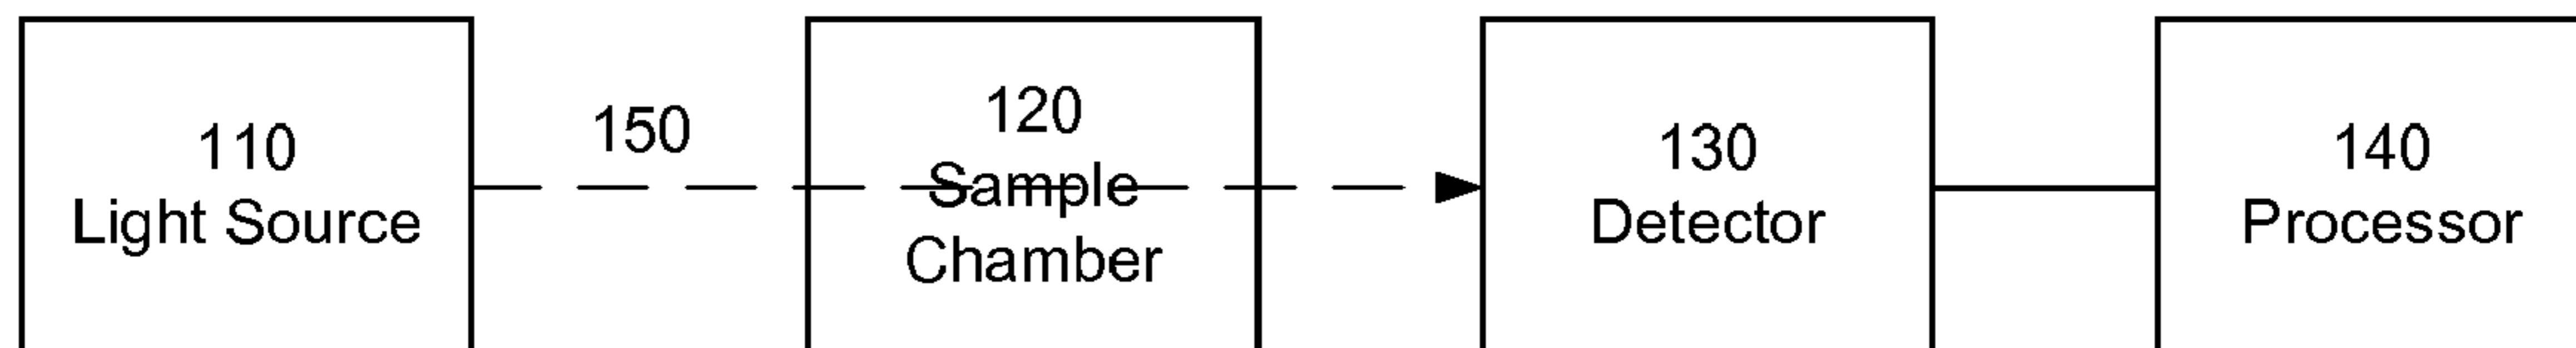 110
Light Source
150
120
Sample
Chamber
130
Detector
140
Processor